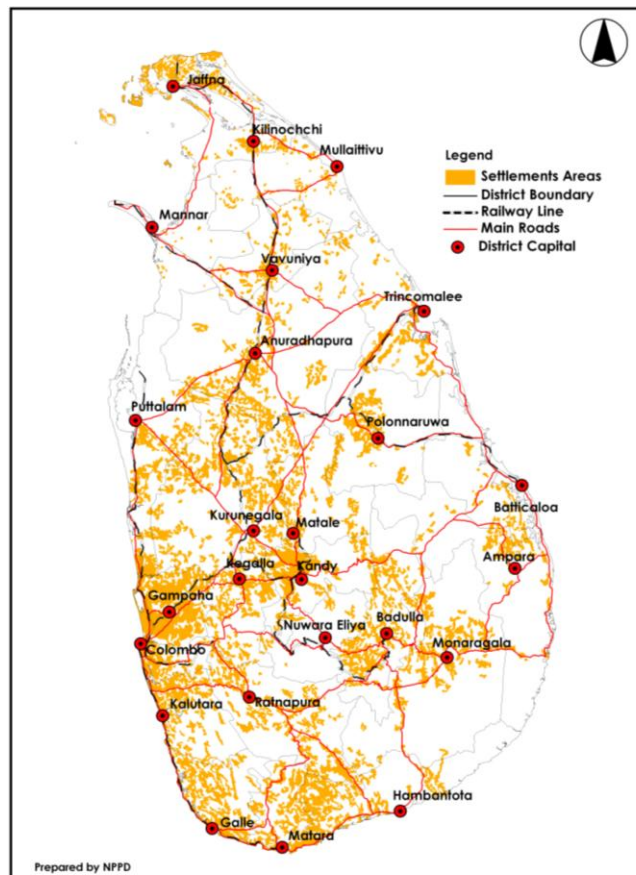 Jaffna
Kilinochchi
Mullaittivu
Legend
Settlements Areas
District Boundary
Railway Line
Main Roads
District Capital
Mannar
Vavuniya
Trincomalee
Anuradhapura
Puttalam
Polonnaruwa
Batticaloa
Kurunegala
Matale
Ampara
Kegalla
Kandy
Gampaha
Nuwara Eliya
Badulla
Colombo
Monaragala
Ratnapura
Kalutara
Hambantota
Galle
Matara
Prepared by NPPD